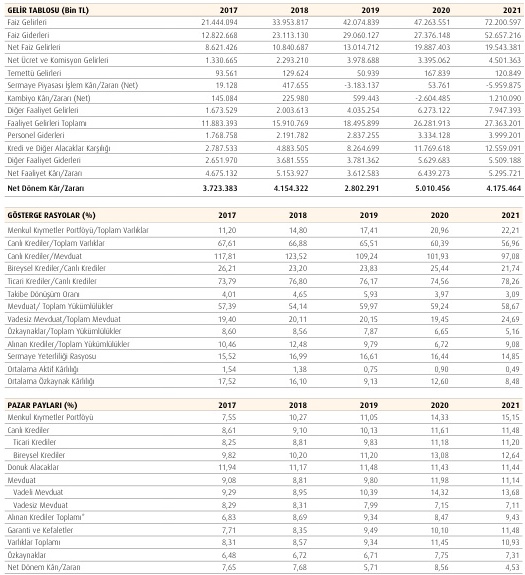 GELİR TABLOSU (Bin TL) 2017 2018 2019 2020 2021
Faiz Gelirleri 21.444.094 33.953.817 42.074.839 47.263.551 72.200.597
Faiz Giderleri 12.822.668 23.113.130 29.060.127 27.376.148 52.657.216
Net Faiz Gelirleri 8.621.426 10.840.687 13.014.712 19.887.403 19.543.381
Net Ücret ve Komisyon Gelirleri 1.330.665 2.293.210 3.978.688 3.395.062 4.501.363
Temettü Gelirleri 93.561 129.624 50.939 167.839 120.849
Sermaye Piyasası İşlem Kârı/Zararı (Net) 19.128 417.655 -3.183.137 53.761 -5.959.875
Kambiyo Kârı/Zararı (Net) 145.084 225.980 599.443 -2.604.485 1.210.090
Diğer Faaliyet Gelirleri 1.673.529 2.003.613 4.035.254 6.273.122 7.947.393
Faaliyet Gelirleri Toplamı 11.883.393 15.910.769 18.495.899 26.281.913 27.363.201
Personel Giderleri 1.768.758 2.191.782 2.837.255 3.334.128 3.999.201
Kredi ve Diğer Alacaklar Karşılığı 2.787.533 4.883.505 8.264.699 11.769.618 12.559.091
Diğer Faaliyet Giderleri 2.651.970 3.681.555 3.781.362 5.629.683 5.509.188
Net Faaliyet Kârı/Zararı 4.675.132 5.153.927 3.612.583 6.439.273 5.295.721
Net Dönem Kârı/Zararı 3.723.383 4.154.322 2.802.291 5.010.456 4.175.464
GÖSTERGE RASYOLAR (%) 2017 2018 2019 2020 2021
Menkul Kıymetler Portföyü/Toplam Varlıklar 11,20 14,80 17,41 20,96 22,21
Canlı Krediler/Toplam Varlıklar 67,61 66,88 65,51 60,39 56,96
Canlı Krediler/Mevduat 117,81 123,52 109,24 101,93 97,08
Bireysel Krediler/Canlı Krediler 26,21 23,20 23,83 25,44 21,74
Ticari Krediler/Canlı Krediler 73,79 76,80 76,17 74,56 78,26
Takibe Dönüşüm Oranı 4,01 4,65 5,93 3,97 3,09
Mevduat/ Toplam Yükümlülükler 57,39 54,14 59,97 59,24 58,67
Vadesiz Mevduat/Toplam Mevduat 19,40 20,11 20,15 19,45 24,69
Özkaynaklar/Toplam Yükümlülükler 8,60 8,56 7,87 6,65 5,16
Alınan Krediler/Toplam Yükümlülükler 10,46 12,48 9,79 6,72 9,08
Sermaye Yeterliliği Rasyosu 15,52 16,99 16,61 16,44 14,85
Ortalama Aktif Kârlılığı 1,54 1,38 0,75 0,90 0,49
Ortalama Özkaynak Kârlılığı 17,52 16,10 9,13 12,60 8,48
PAZAR PAYLARI (%) 2017 2018 2019 2020 2021
Menkul Kıymetler Portföyü 7,55 10,27 11,05 14,33 15,15
Canlı Krediler 8,61 9,10 10,13 11,61 11,48
Ticari Krediler 8,25 8,81 9,83 11,18 11,20
Bireysel Krediler 9,82 10,20 11,20 13,08 12,64
Donuk Alacaklar 11,94 11,17 11,48 11,43 11,44
Mevduat 9,08 8,81 9,80 11,98 11,14
Vadeli Mevduat 9,29 8,95 10,39 14,32 13,68
Vadesiz Mevduat 8,29 8,31 7,99 7,15 7,11
Alınan Krediler Toplamı* 6,83 8,69 9,34 8,47 9,43
Garanti ve Kefaletler 7,71 8,35 9,49 10,10 11,48
Varlıklar Toplamı 8,31 8,57 9,34 11,45 10,93
Özkaynaklar 6,48 6,72 6,71 7,75 7,31
Net Dönem Kârı/Zararı 7,65 7,68 5,71 8,56 4,53